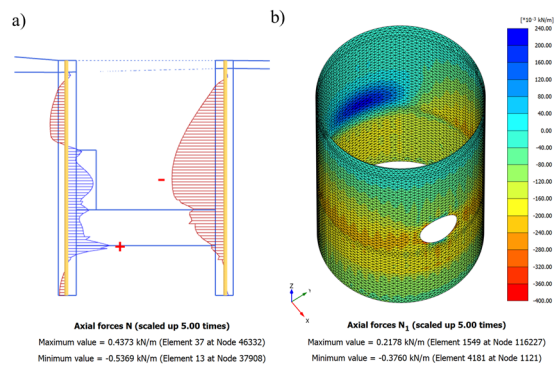 a)
b)
[*10⁻³ kN/m]
240.00
200.00
160.00
120.00
80.00
40.00
0.00
-40.00
-80.00
-120.00
-160.00
-200.00
-240.00
-280.00
-320.00
-360.00
-400.00
-
+
Z
Y
X
Axial forces N (scaled up 5.00 times)
Maximum value = 0.4373 kN/m (Element 37 at Node 46332)
Minimum value = -0.5369 kN/m (Element 13 at Node 37908)
Axial forces N₁ (scaled up 5.00 times)
Maximum value = 0.2178 kN/m (Element 1549 at Node 116227)
Minimum value = -0.3760 kN/m (Element 4181 at Node 1121)